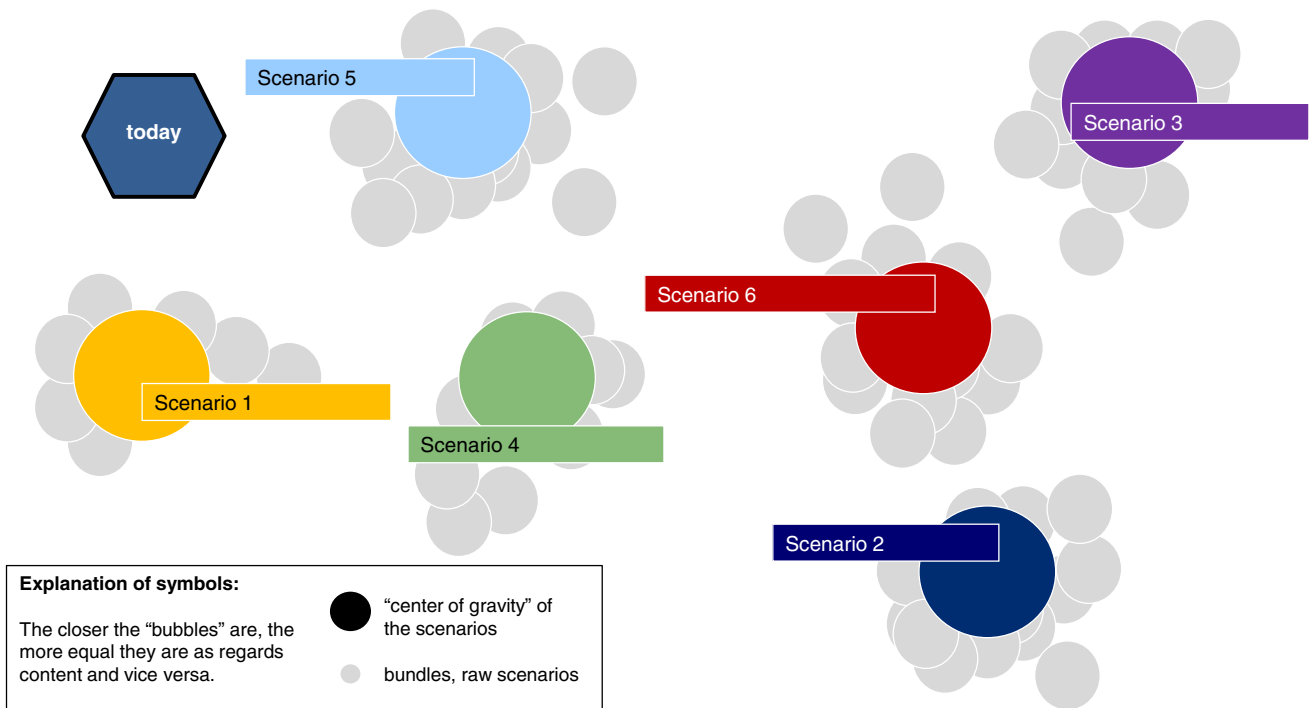 Scenario 5
today
Scenario 3
Scenario 6
Scenario 1
Scenario 4
Scenario 2
Explanation of symbols:
The closer the “bubbles” are, the
more equal they are as regards
content and vice versa.
“center of gravity” of
the scenarios
bundles, raw scenarios